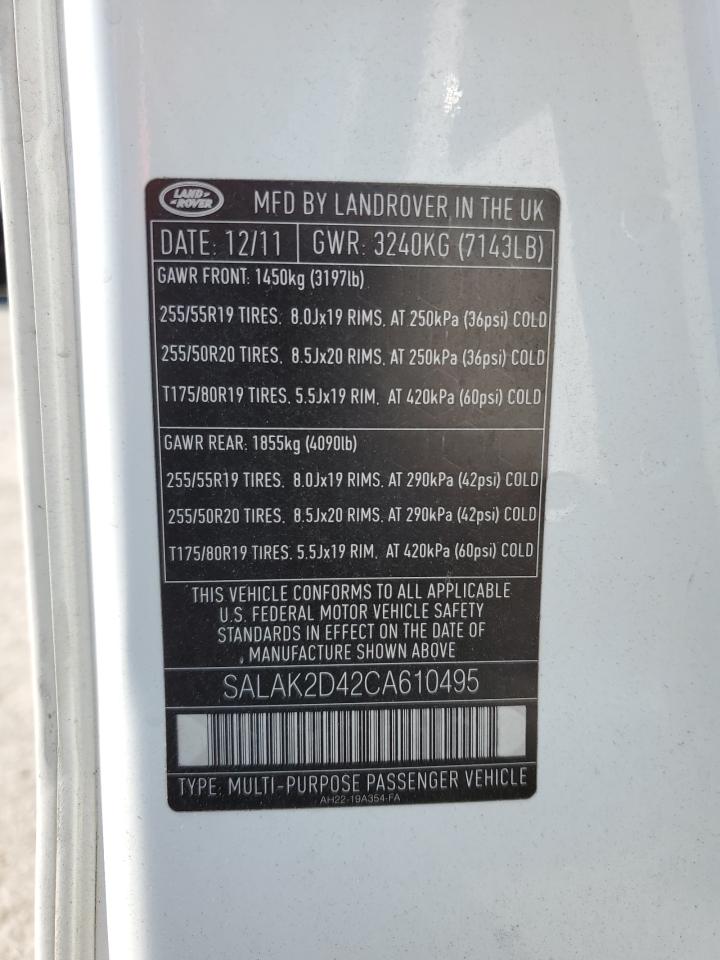 LAND ROVER
MFD BY LANDROVER IN THE UK
DATE: 12/11 GWR: 3240KG (7143LB)
GAWR FRONT: 1450kg (3197lb)
255/55R19 TIRES, 8.0Jx19 RIMS, AT 250kPa (36psi) COLD
255/50R20 TIRES, 8.5Jx20 RIMS, AT 250kPa (36psi) COLD
T175/80R19 TIRES, 5.5Jx19 RIM, AT 420kPa (60psi) COLD
GAWR REAR: 1855kg (4090lb)
255/55R19 TIRES, 8.0Jx19 RIMS, AT 290kPa (42psi) COLD
255/50R20 TIRES, 8.5Jx20 RIMS, AT 290kPa (42psi) COLD
T175/80R19 TIRES, 5.5Jx19 RIM, AT 420kPa (60psi) COLD
THIS VEHICLE CONFORMS TO ALL APPLICABLE
U.S. FEDERAL MOTOR VEHICLE SAFETY
STANDARDS IN EFFECT ON THE DATE OF
MANUFACTURE SHOWN ABOVE
SALAK2D42CA610495
TYPE: MULTI-PURPOSE PASSENGER VEHICLE
AH22-19A354-FA